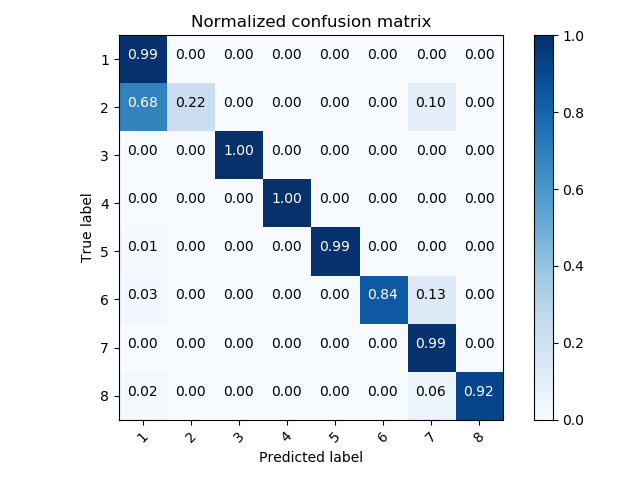 Normalized confusion matrix
1 0.99 0.00 0.00 0.00 0.00 0.00 0.00 0.00
2 0.68 0.22 0.00 0.00 0.00 0.00 0.10 0.00
3 0.00 0.00 1.00 0.00 0.00 0.00 0.00 0.00
4 0.00 0.00 0.00 1.00 0.00 0.00 0.00 0.00
5 0.01 0.00 0.00 0.00 0.99 0.00 0.00 0.00
6 0.03 0.00 0.00 0.00 0.00 0.84 0.13 0.00
7 0.00 0.00 0.00 0.00 0.00 0.00 0.99 0.00
8 0.02 0.00 0.00 0.00 0.00 0.00 0.06 0.92
True label
1 2 3 4 5 6 7 8
Predicted label
1.0
0.8
0.6
0.4
0.2
0.0